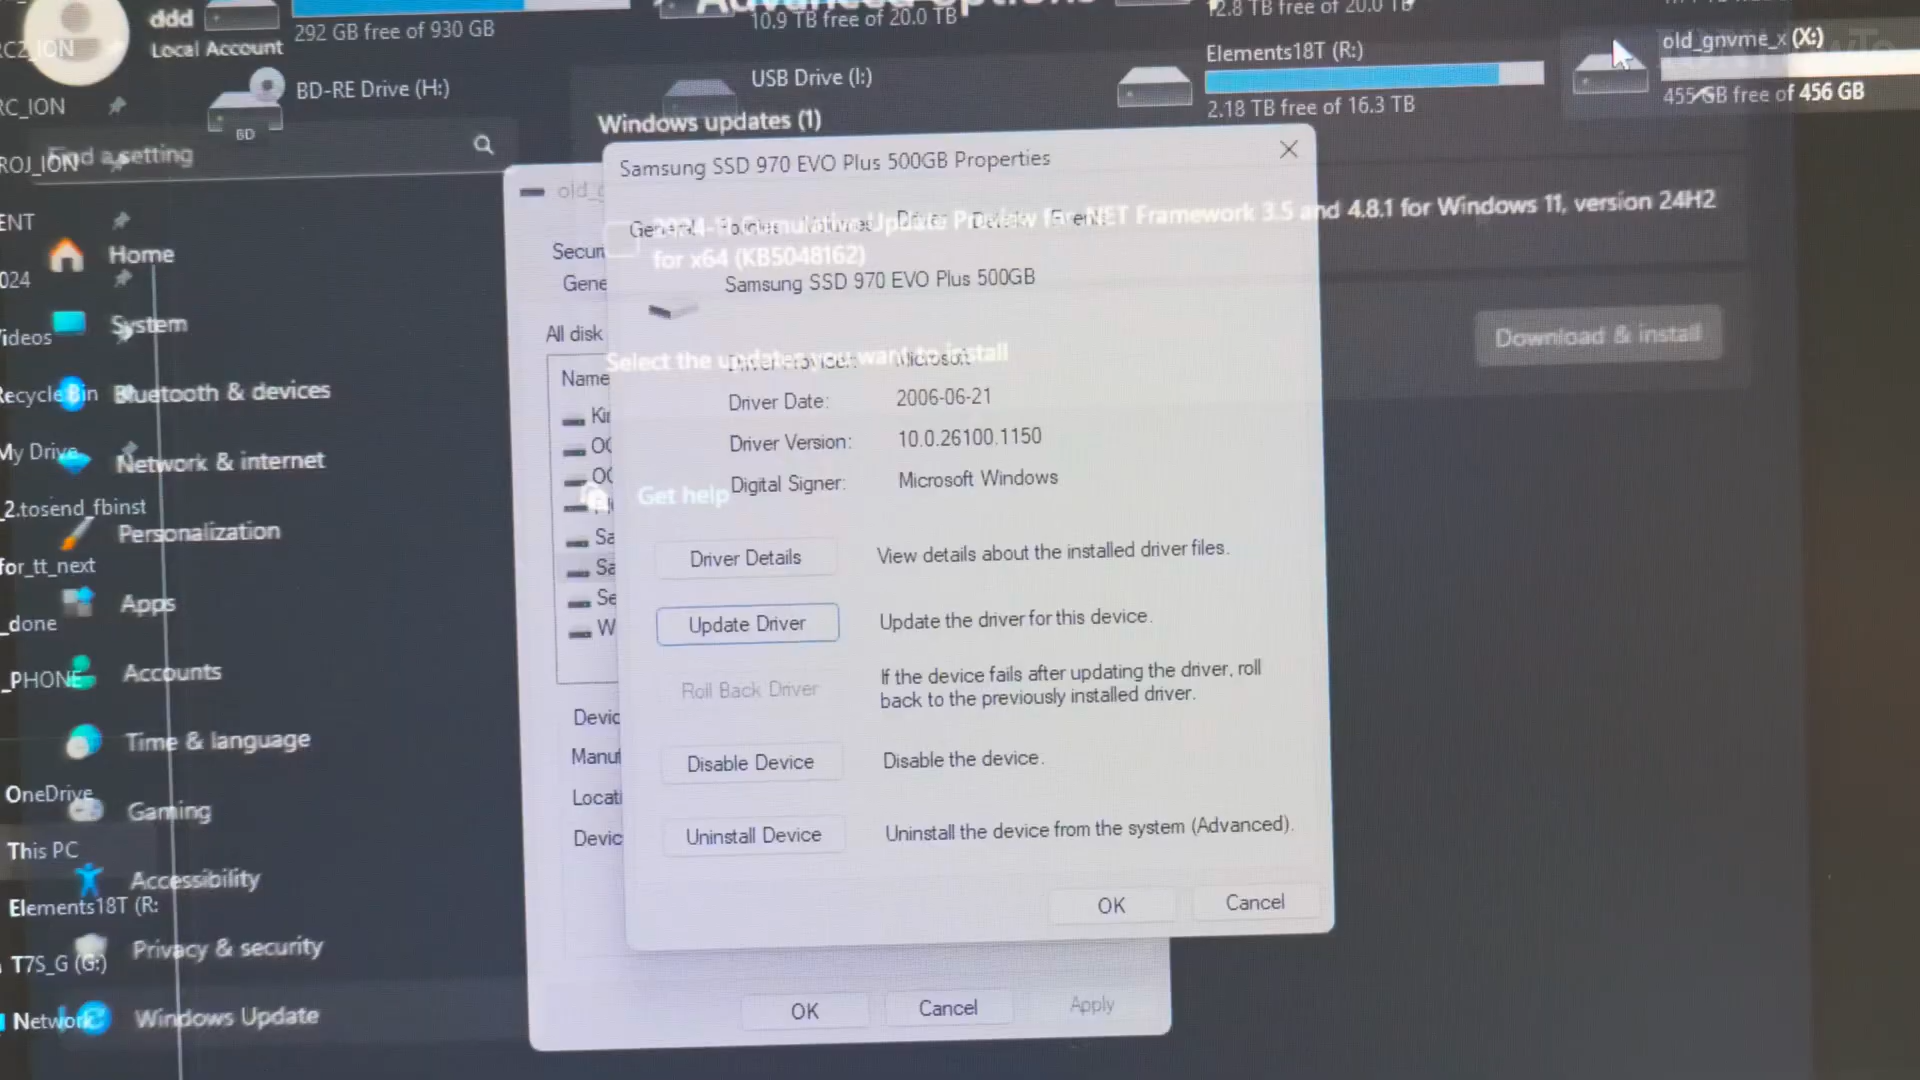 ddd
Local Account
292 GB free of 930 GB
10.9 TB free of 20.0 TB
12.8 TB free of 20.0 TB
BD-RE Drive (H:)
BD
USB Drive (I:)
Elements18T (R:)
2.18 TB free of 16.3 TB
old_gnvme_x (X:)
455 GB free of 456 GB
Find a setting
Windows updates (1)
Samsung SSD 970 EVO Plus 500GB Properties
2024-11 Cumulative Update Preview for .NET Framework 3.5 and 4.8.1 for Windows 11, version 24H2
for x64 (KB5048162)
General Policies Volumes Driver Details Events
Samsung SSD 970 EVO Plus 500GB
Download & install
Select the updates you want to install
Driver Provider: Microsoft
Driver Date: 2006-06-21
Driver Version: 10.0.26100.1150
Digital Signer: Microsoft Windows
Get help
Driver Details View details about the installed driver files.
Update Driver Update the driver for this device.
Roll Back Driver If the device fails after updating the driver, roll
back to the previously installed driver.
Disable Device Disable the device.
Uninstall Device Uninstall the device from the system (Advanced).
OK Cancel
Secur
Gene
All disk
Name
Devic
Manuf
Locati
Devic
OK Cancel Apply
Home
System
Bluetooth & devices
Network & internet
Personalization
Apps
Accounts
Time & language
Gaming
Accessibility
Privacy & security
Windows Update
RC_ION
ROJ_ION
ENT
024
ideos
Recycle Bin
My Drive
_2.tosend_fbinst
for_tt_next
_done
_PHONE
OneDrive
This PC
Elements18T (R:
T7S_G (G:)
Network